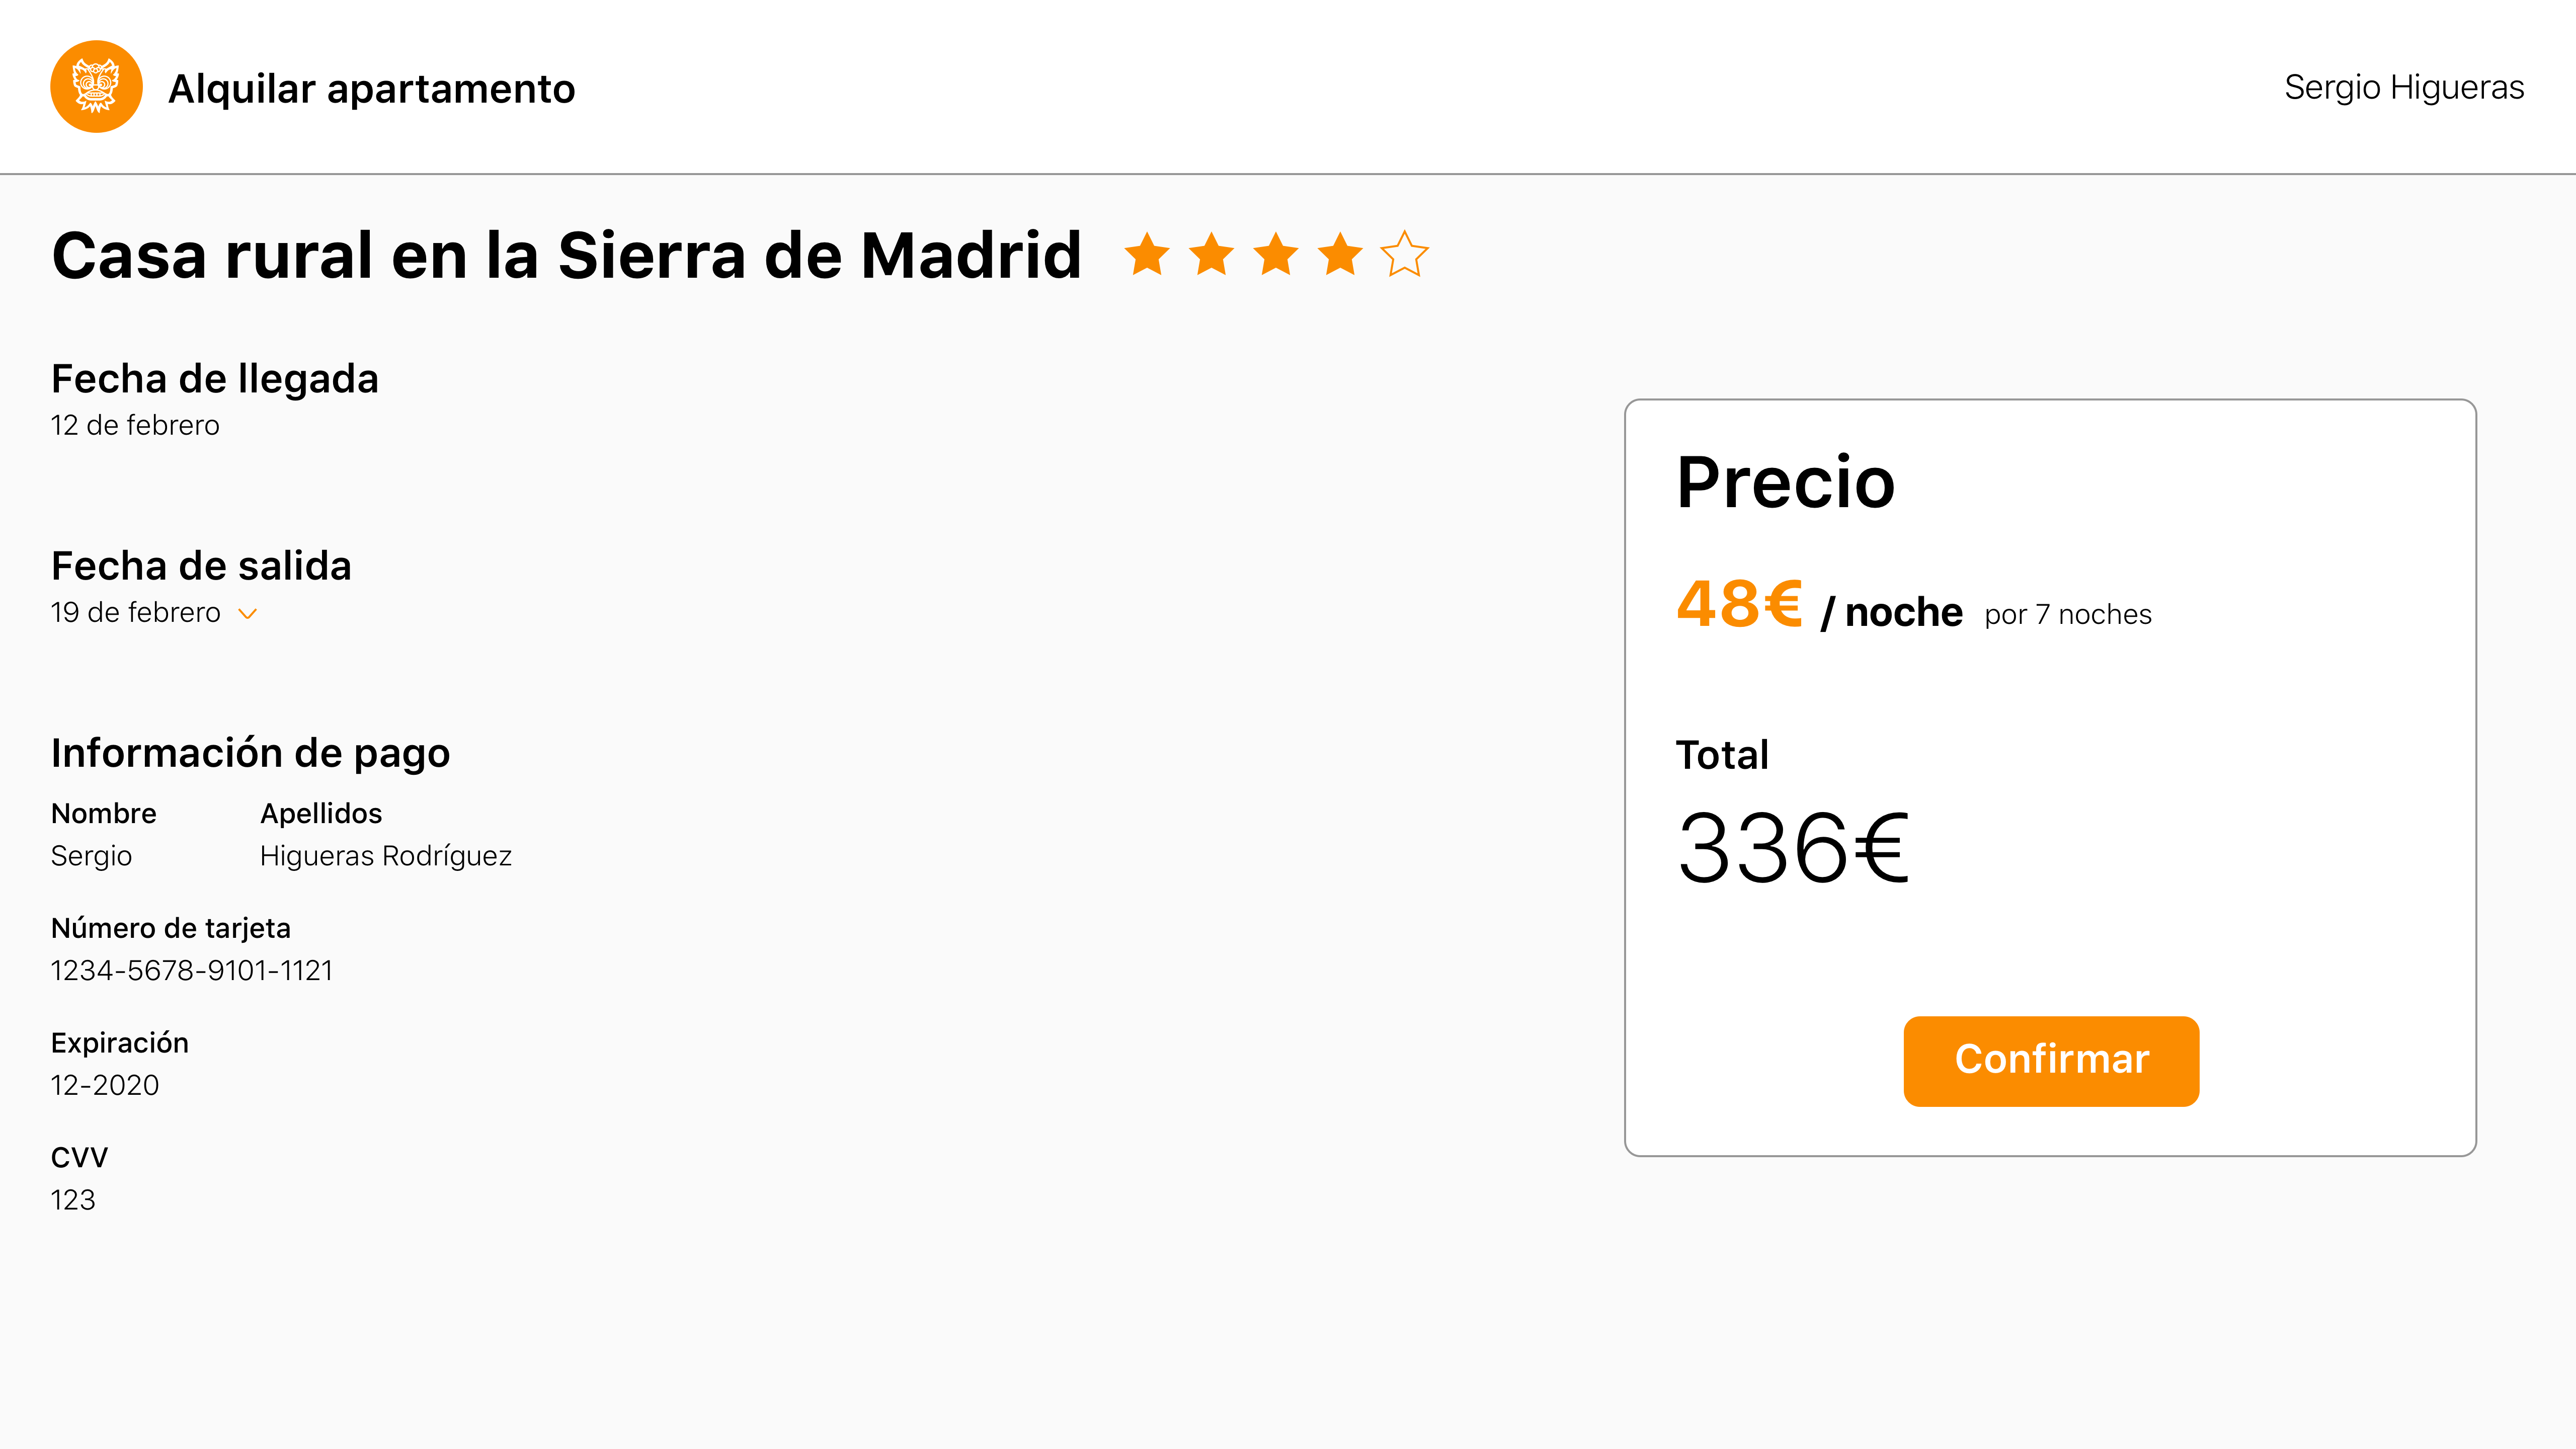 Alquilar apartamento
Sergio Higueras
Casa rural en la Sierra de Madrid
Fecha de llegada
12 de febrero
Fecha de salida
19 de febrero
Información de pago
Nombre Apellidos
Sergio Higueras Rodríguez
Número de tarjeta
1234-5678-9101-1121
Expiración
12-2020
CVV
123
Precio
48€ / noche por 7 noches
Total
336€
Confirmar